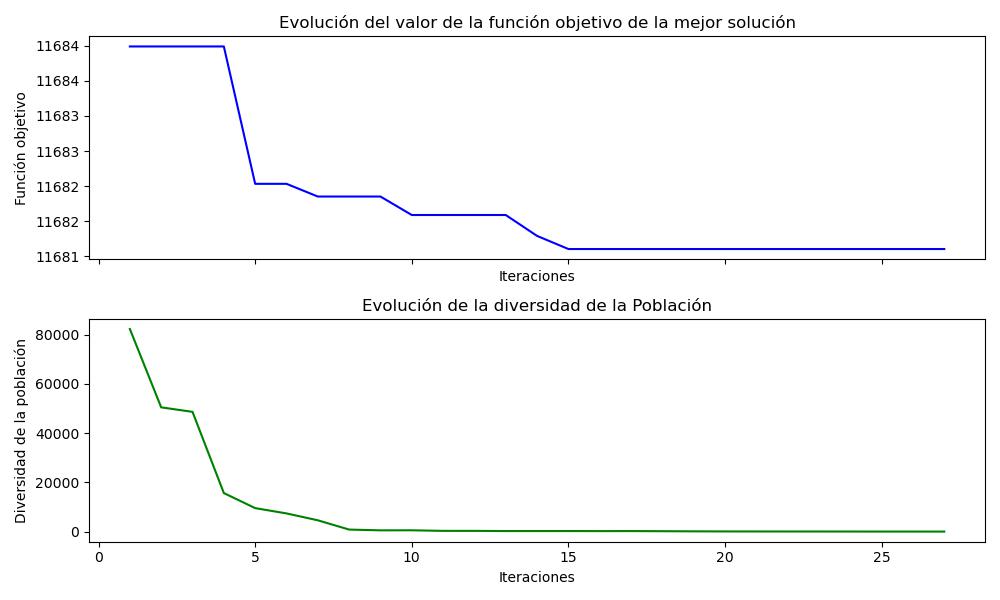 Evolución del valor de la función objetivo de la mejor solución
11684
11684
11683
11683
11682
11682
11681
Función objetivo
Iteraciones
Evolución de la diversidad de la Población
80000
60000
40000
20000
0
Diversidad de la población
0 5 10 15 20 25
Iteraciones